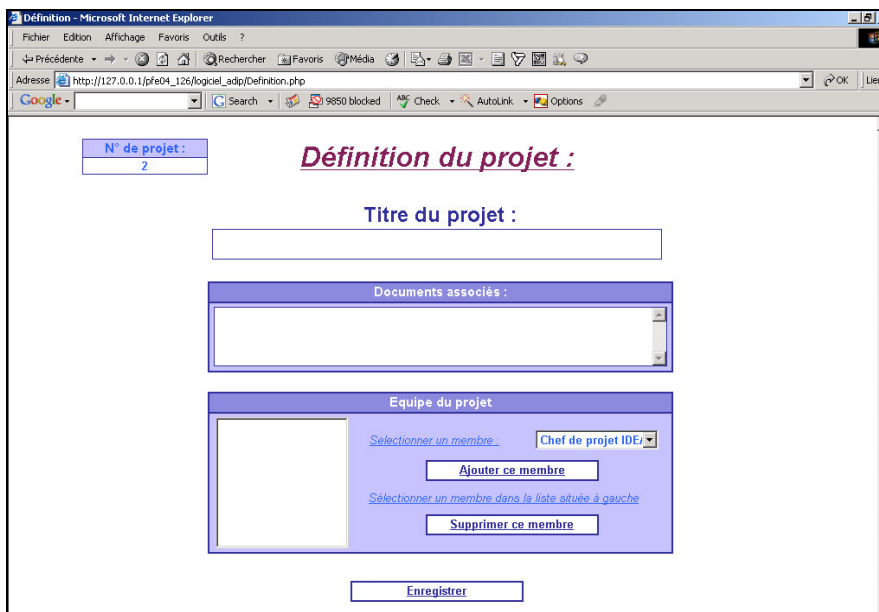 Définition - Microsoft Internet Explorer
Fichier Edition Affichage Favoris Outils ?
Précédente Rechercher Favoris Média
Adresse http://127.0.0.1/pfe04_126/logiciel_adip/Definition.php OK Lie
Google Search 9850 blocked ABC Check AutoLink Options
N° de projet :
2
Définition du projet :
Titre du projet :
Documents associés :
Equipe du projet
Selectionner un membre : Chef de projet IDEA
Ajouter ce membre
Sélectionner un membre dans la liste située à gauche
Supprimer ce membre
Enregistrer